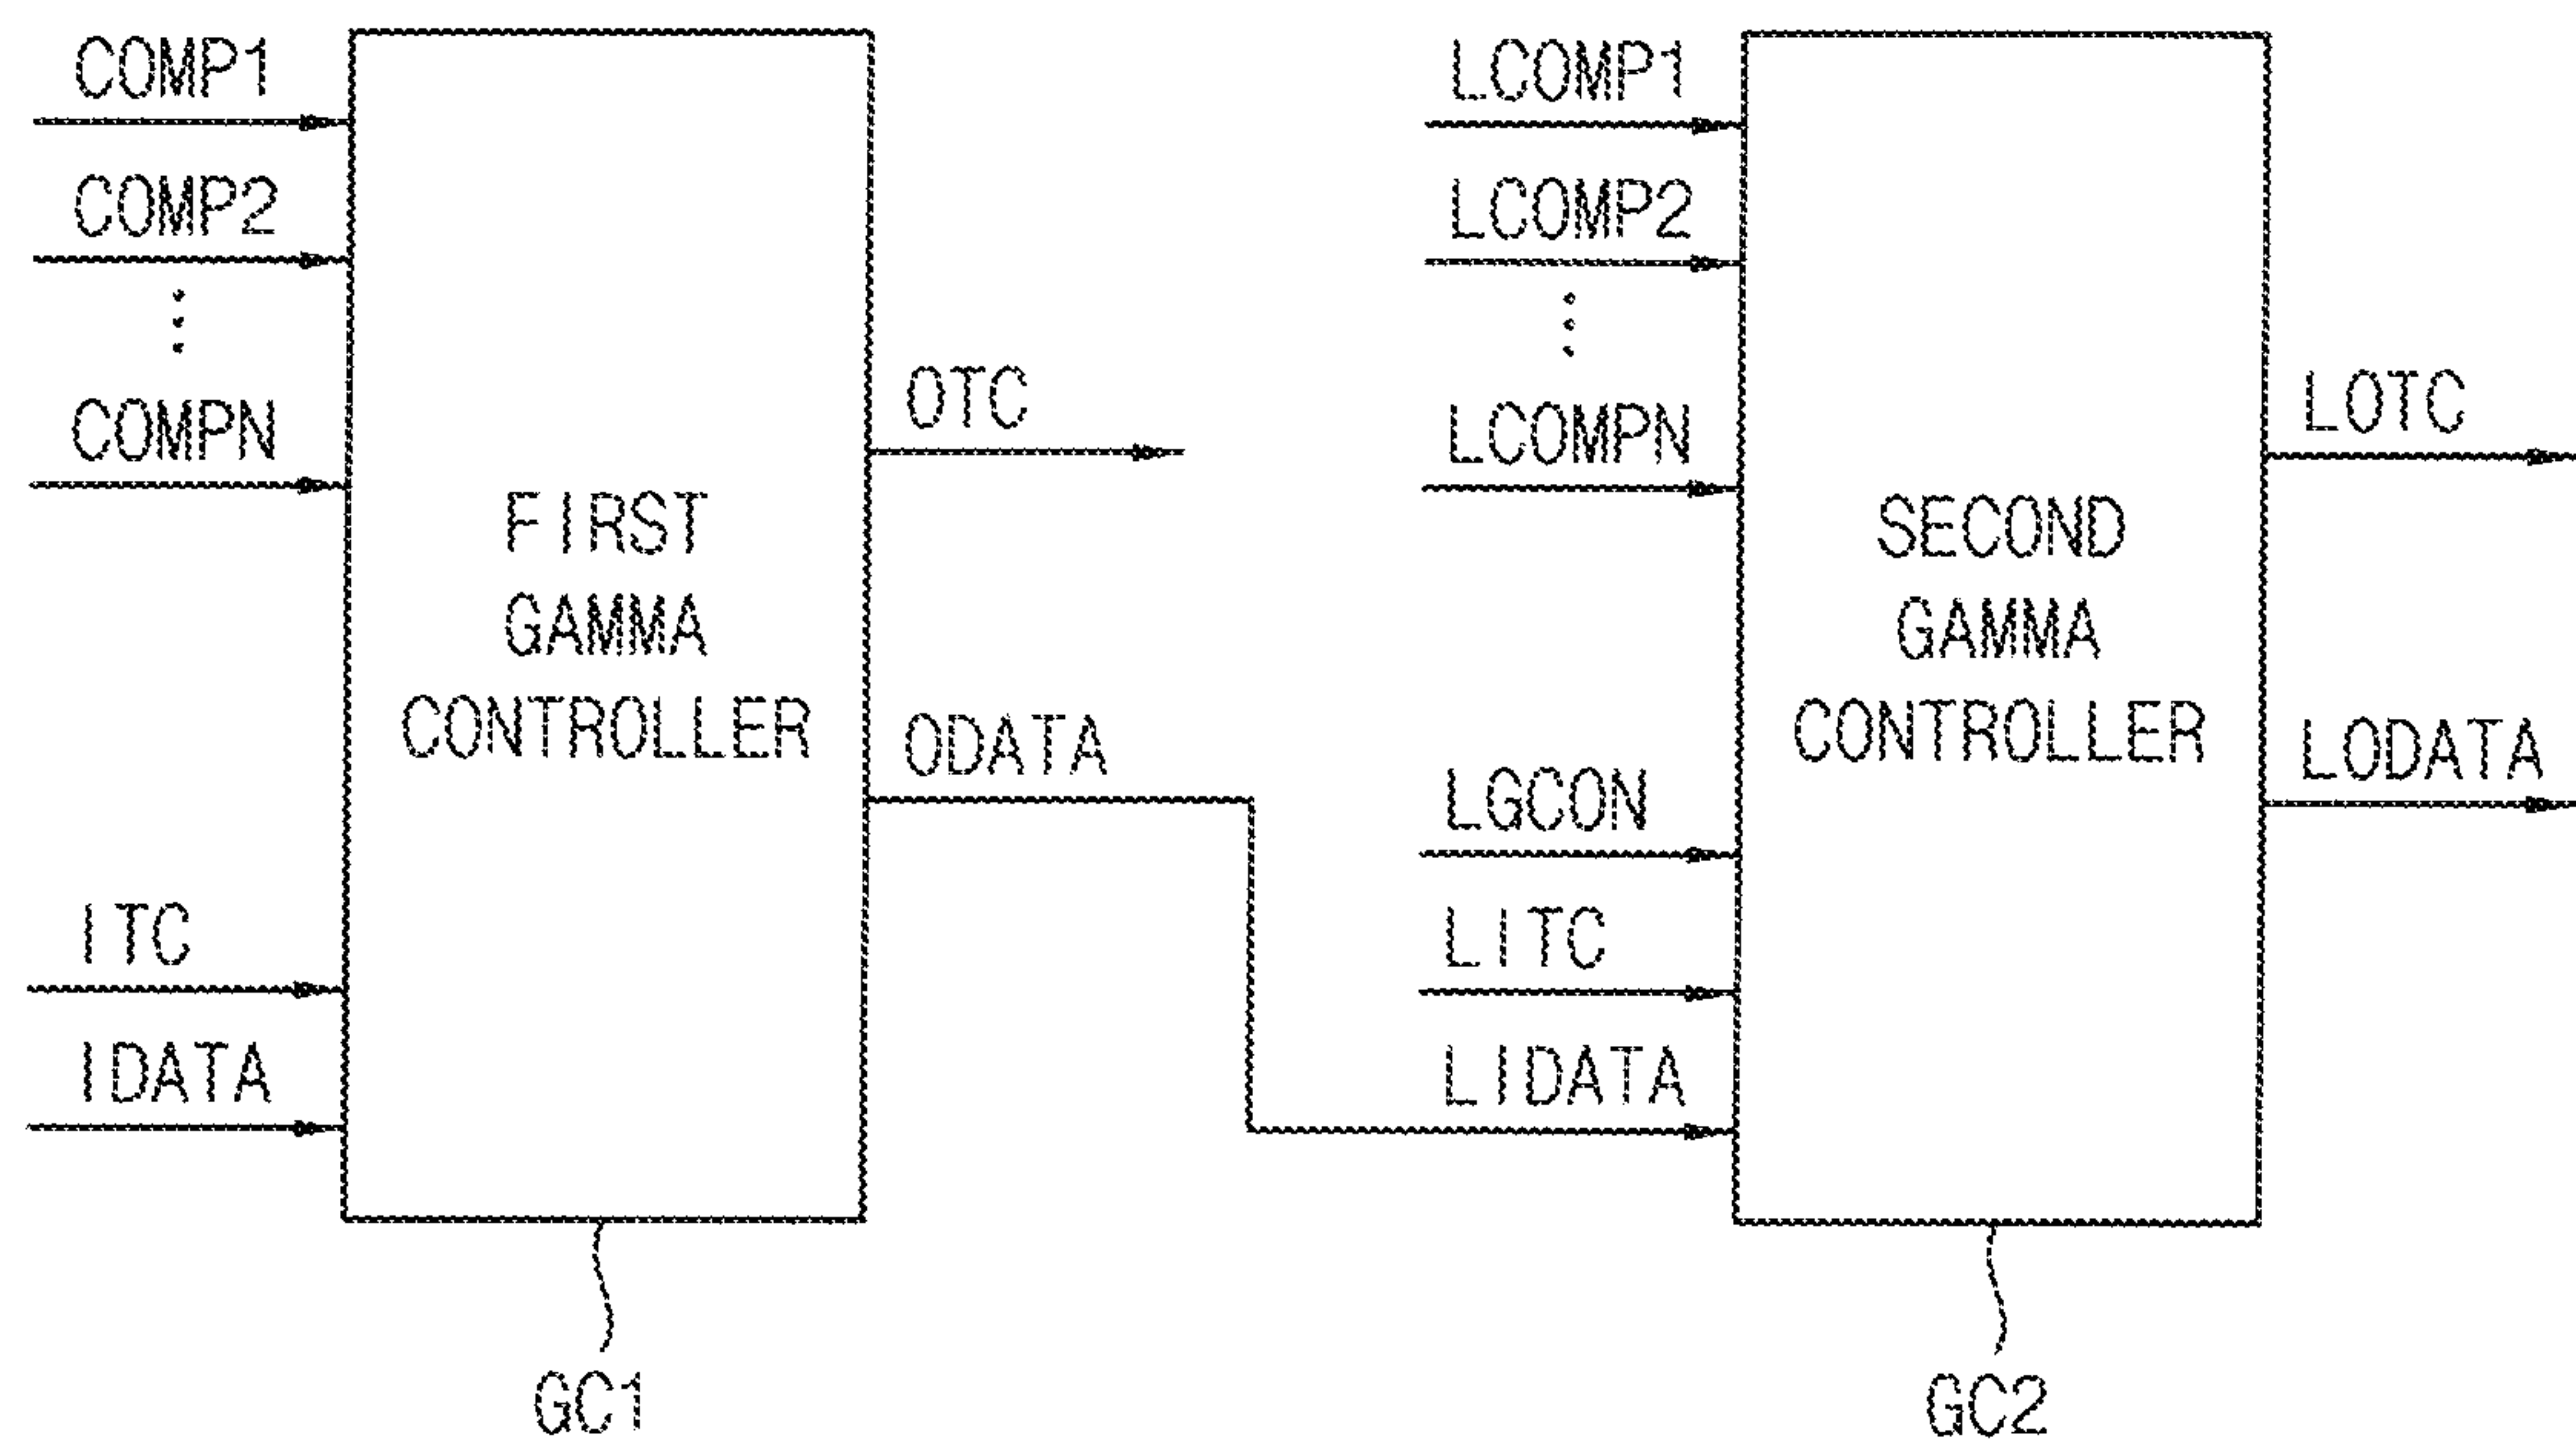 COMP1
COMP2
COMPN
ITC
IDATA
FIRST
GAMMA
CONTROLLER
OTC
ODATA
GC1
LCOMP1
LCOMP2
LCOMPN
LGCON
LITC
LIDATA
SECOND
GAMMA
CONTROLLER
LOTC
LODATA
GC2